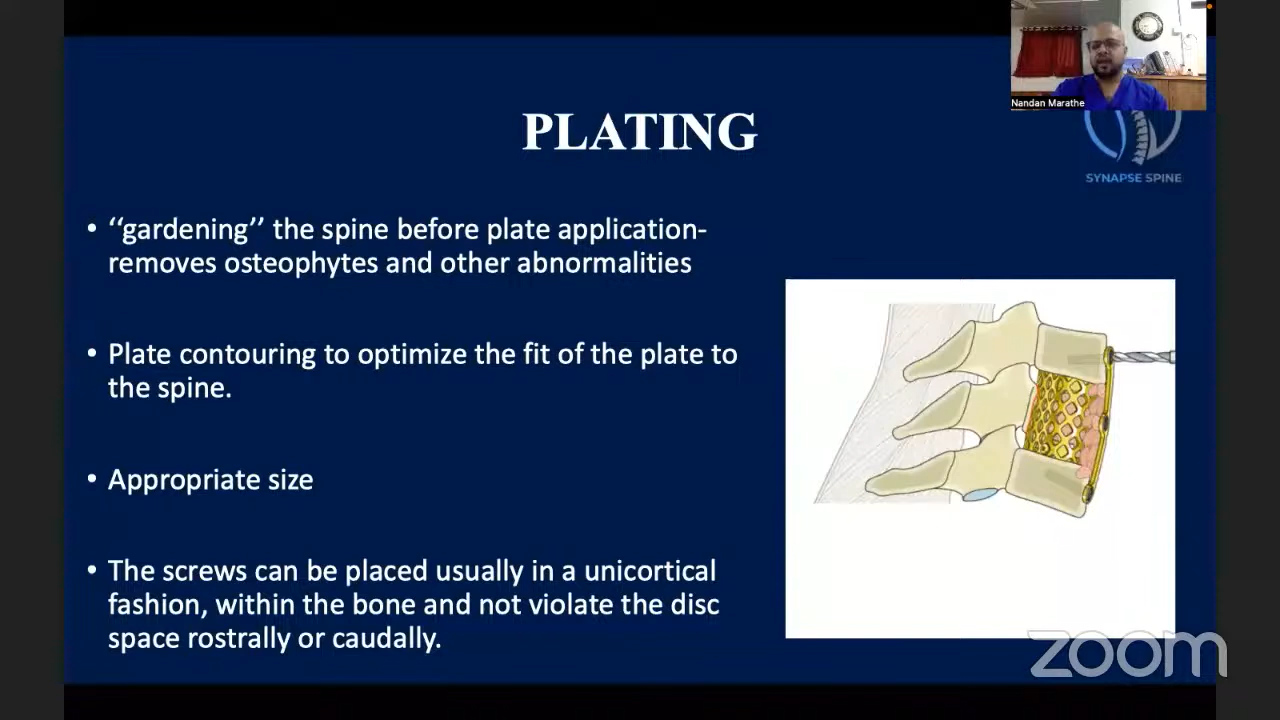 Nandan Marathe
SYNAPSE SPINE
PLATING
• ‘‘gardening’’ the spine before plate application-
removes osteophytes and other abnormalities
• Plate contouring to optimize the fit of the plate to
the spine.
• Appropriate size
• The screws can be placed usually in a unicortical
fashion, within the bone and not violate the disc
space rostrally or caudally.
zoom